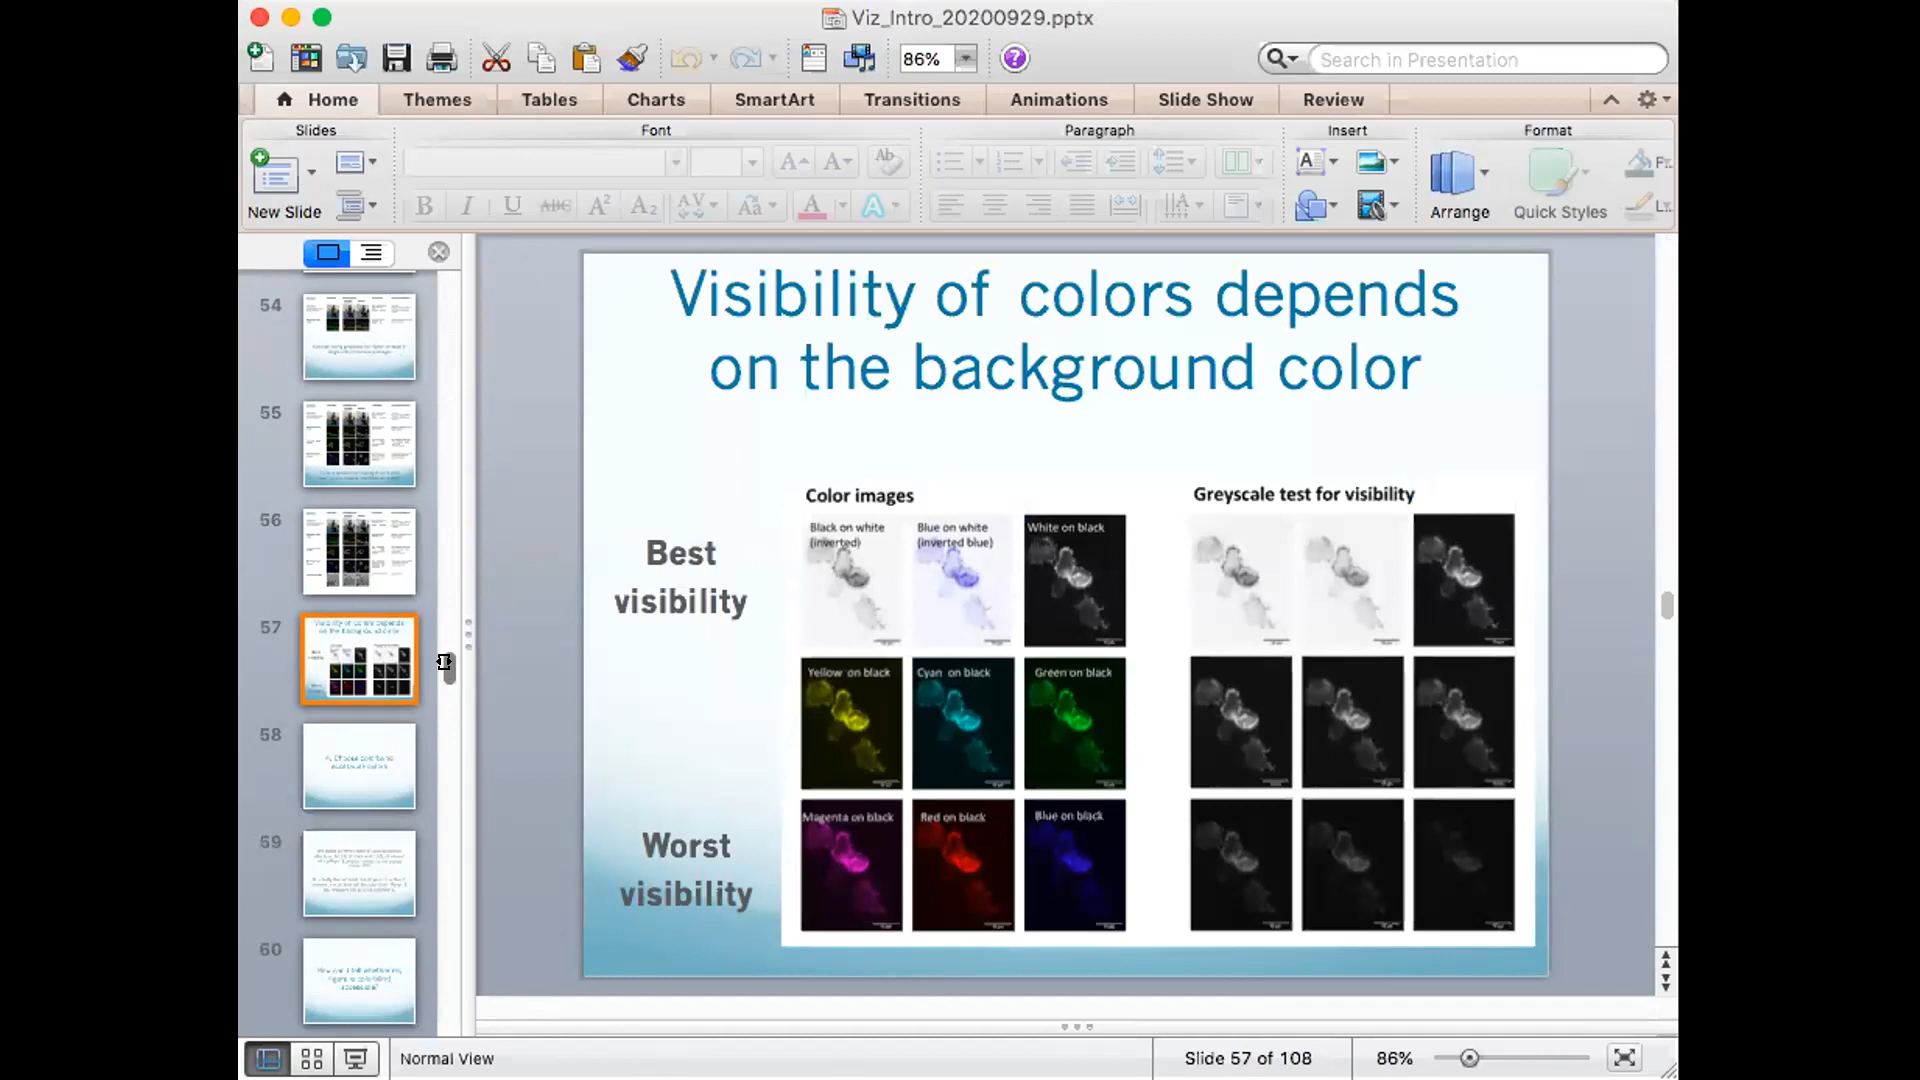 Viz_Intro_20200929.pptx
86%
Search in Presentation
Home Themes Tables Charts SmartArt Transitions Animations Slide Show Review
Slides Font Paragraph Insert Format
New Slide
Arrange
Quick Styles
54
55
56
57
58
59
60
Visibility of colors depends
on the background color
Color images
Greyscale test for visibility
Best
visibility
Black on white
(inverted)
Blue on white
(inverted blue)
White on black
Yellow on black
Cyan on black
Green on black
Worst
visibility
Magenta on black
Red on black
Blue on black
Normal View
Slide 57 of 108
86%